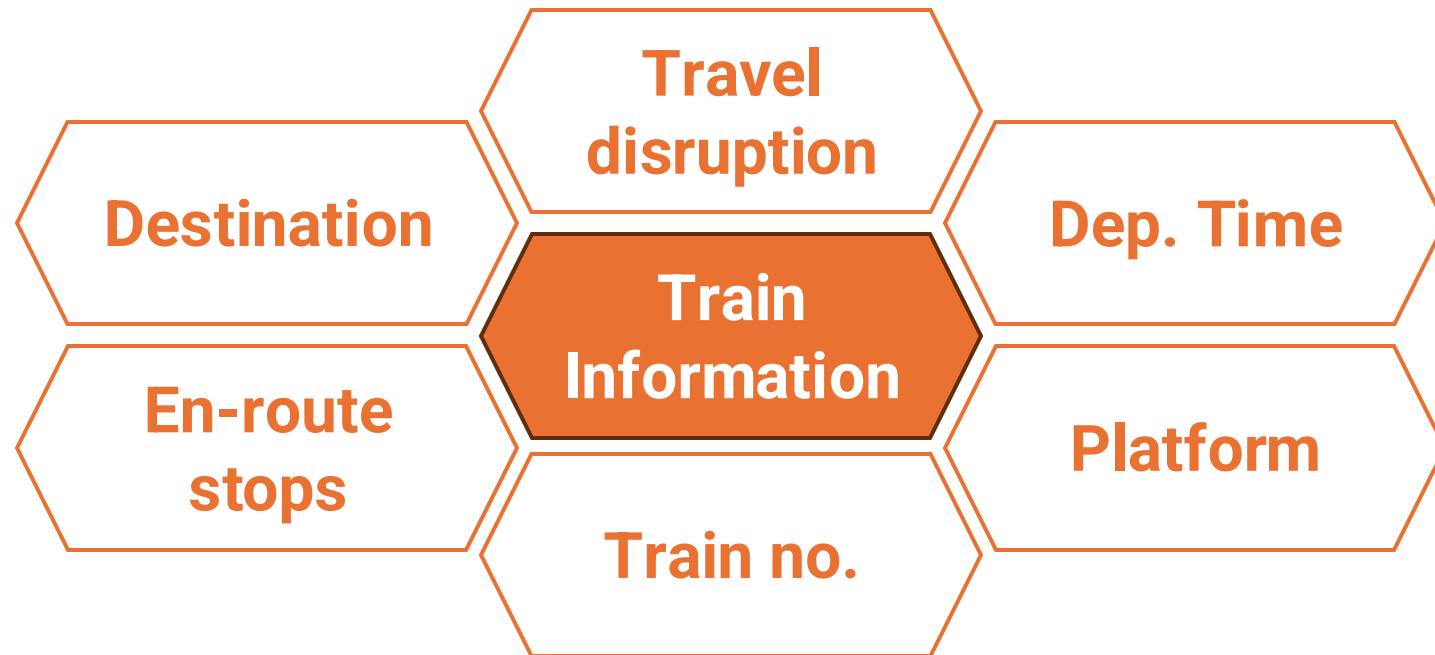 Travel
disruption
Destination
Dep. Time
Train
Information
En-route
stops
Platform
Train no.